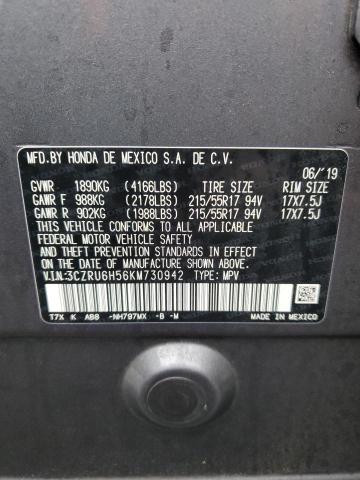 MFD.BY HONDA DE MEXICO S.A. DE C.V.
06/'19
GVWR 1890KG (4166LBS) TIRE SIZE RIM SIZE
GAWR F 988KG (2178LBS) 215/55R17 94V 17X7.5J
GAWR R 902KG (1988LBS) 215/55R17 94V 17X7.5J
THIS VEHICLE CONFORMS TO ALL APPLICABLE
FEDERAL MOTOR VEHICLE SAFETY AND
THEFT PREVENTION STANDARDS IN EFFECT ON
THE DATE OF MANUFACTURE SHOWN ABOVE.
V.I.N:3CZRU6H56KM730942 TYPE: MPV
T7X K AB8 -NH797MX -B -M
MADE IN MEXICO